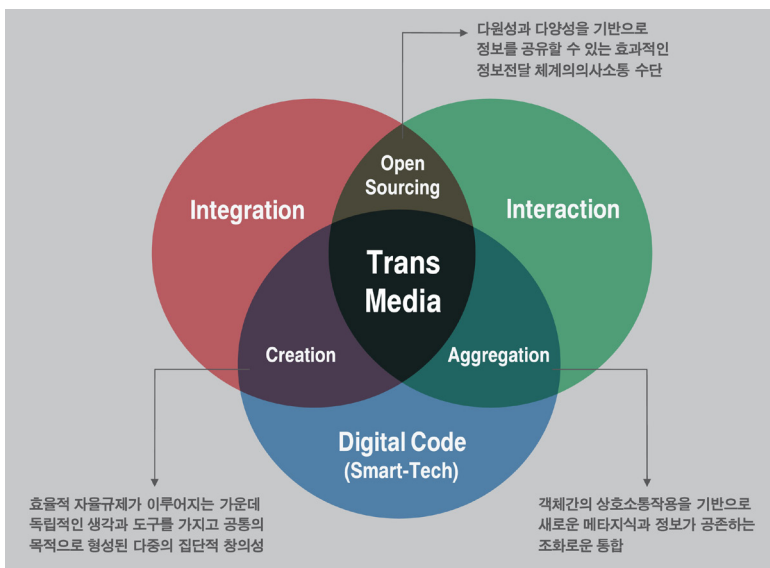 다원성과 다양성을 기반으로
정보를 공유할 수 있는 효과적인
정보전달 체계의의사소통 수단
Open
Sourcing
Integration
Interaction
Trans
Media
Creation
Aggregation
Digital Code
(Smart-Tech)
효율적 자율규제가 이루어지는 가운데
독립적인 생각과 도구를 가지고 공통의
목적으로 형성된 다중의 집단적 창의성
객체간의 상호소통작용을 기반으로
새로운 메타지식과 정보가 공존하는
조화로운 통합